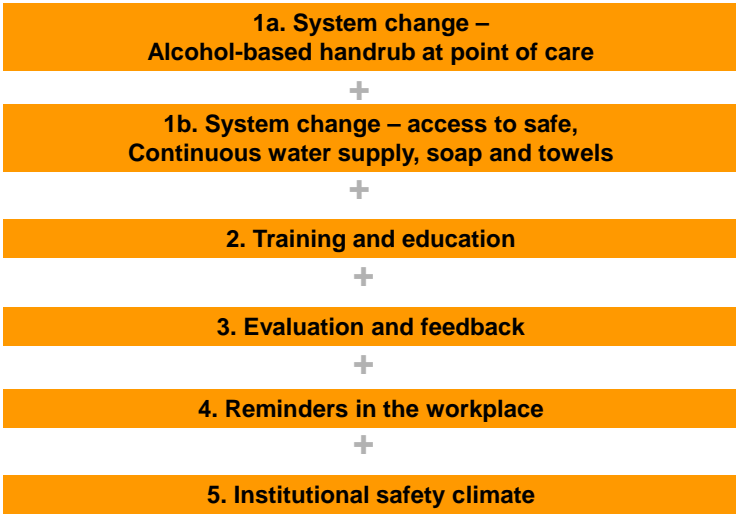 1a. System change –
Alcohol-based handrub at point of care
+
1b. System change – access to safe,
Continuous water supply, soap and towels
+
2. Training and education
+
3. Evaluation and feedback
+
4. Reminders in the workplace
+
5. Institutional safety climate